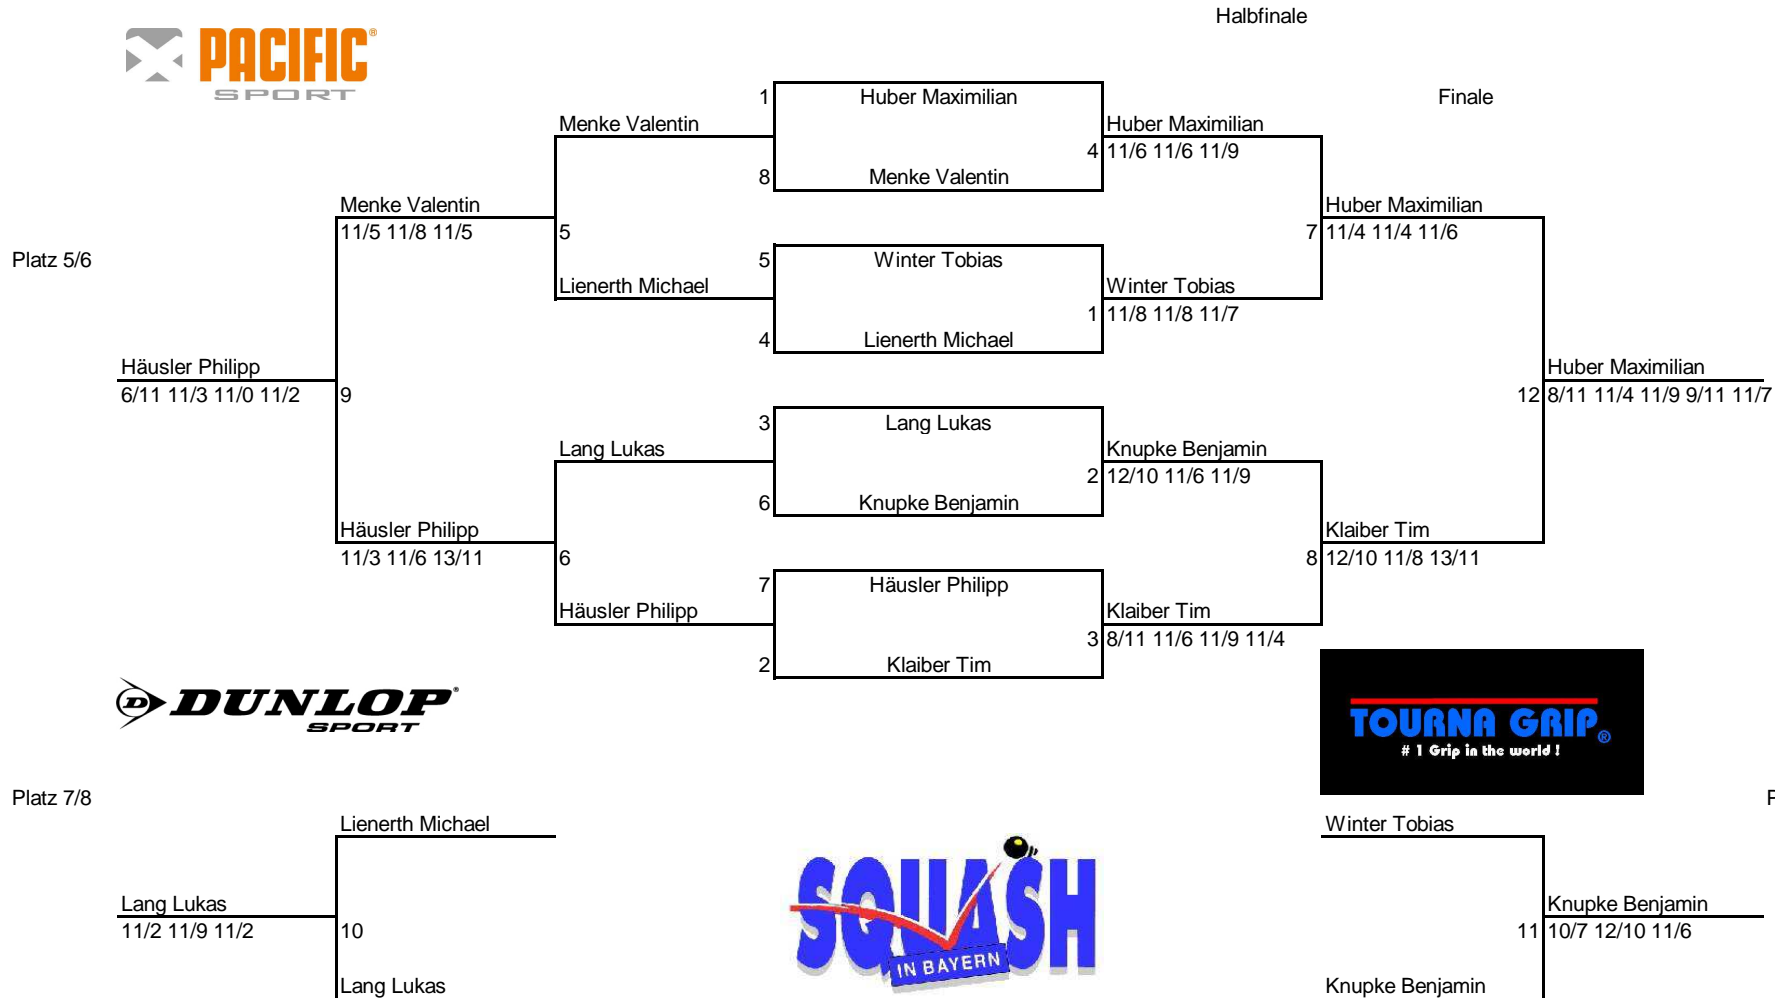 Halbfinale
PACIFIC®
SPORT
1 Huber Maximilian Finale
Menke Valentin Huber Maximilian
4 11/6 11/6 11/9
8 Menke Valentin
Menke Valentin Huber Maximilian
11/5 11/8 11/5 5 7 11/4 11/4 11/6
Platz 5/6 5 Winter Tobias
Lienerth Michael Winter Tobias
1 11/8 11/8 11/7
4 Lienerth Michael
Häusler Philipp Huber Maximilian
6/11 11/3 11/0 11/2 9 12 8/11 11/4 11/9 9/11 11/7
3 Lang Lukas
Lang Lukas Knupke Benjamin
2 12/10 11/6 11/9
6 Knupke Benjamin
Häusler Philipp Klaiber Tim
11/3 11/6 13/11 6 8 12/10 11/8 13/11
7 Häusler Philipp
Häusler Philipp Klaiber Tim
3 8/11 11/6 11/9 11/4
2 Klaiber Tim
D DUNLOP
SPORT
TOURNA GRIP®
# 1 Grip in the world !
Platz 7/8
Lienerth Michael Winter Tobias
SQUASH
IN BAYERN
Lang Lukas Knupke Benjamin
11/2 11/9 11/2 10 11 10/7 12/10 11/6
Lang Lukas Knupke Benjamin